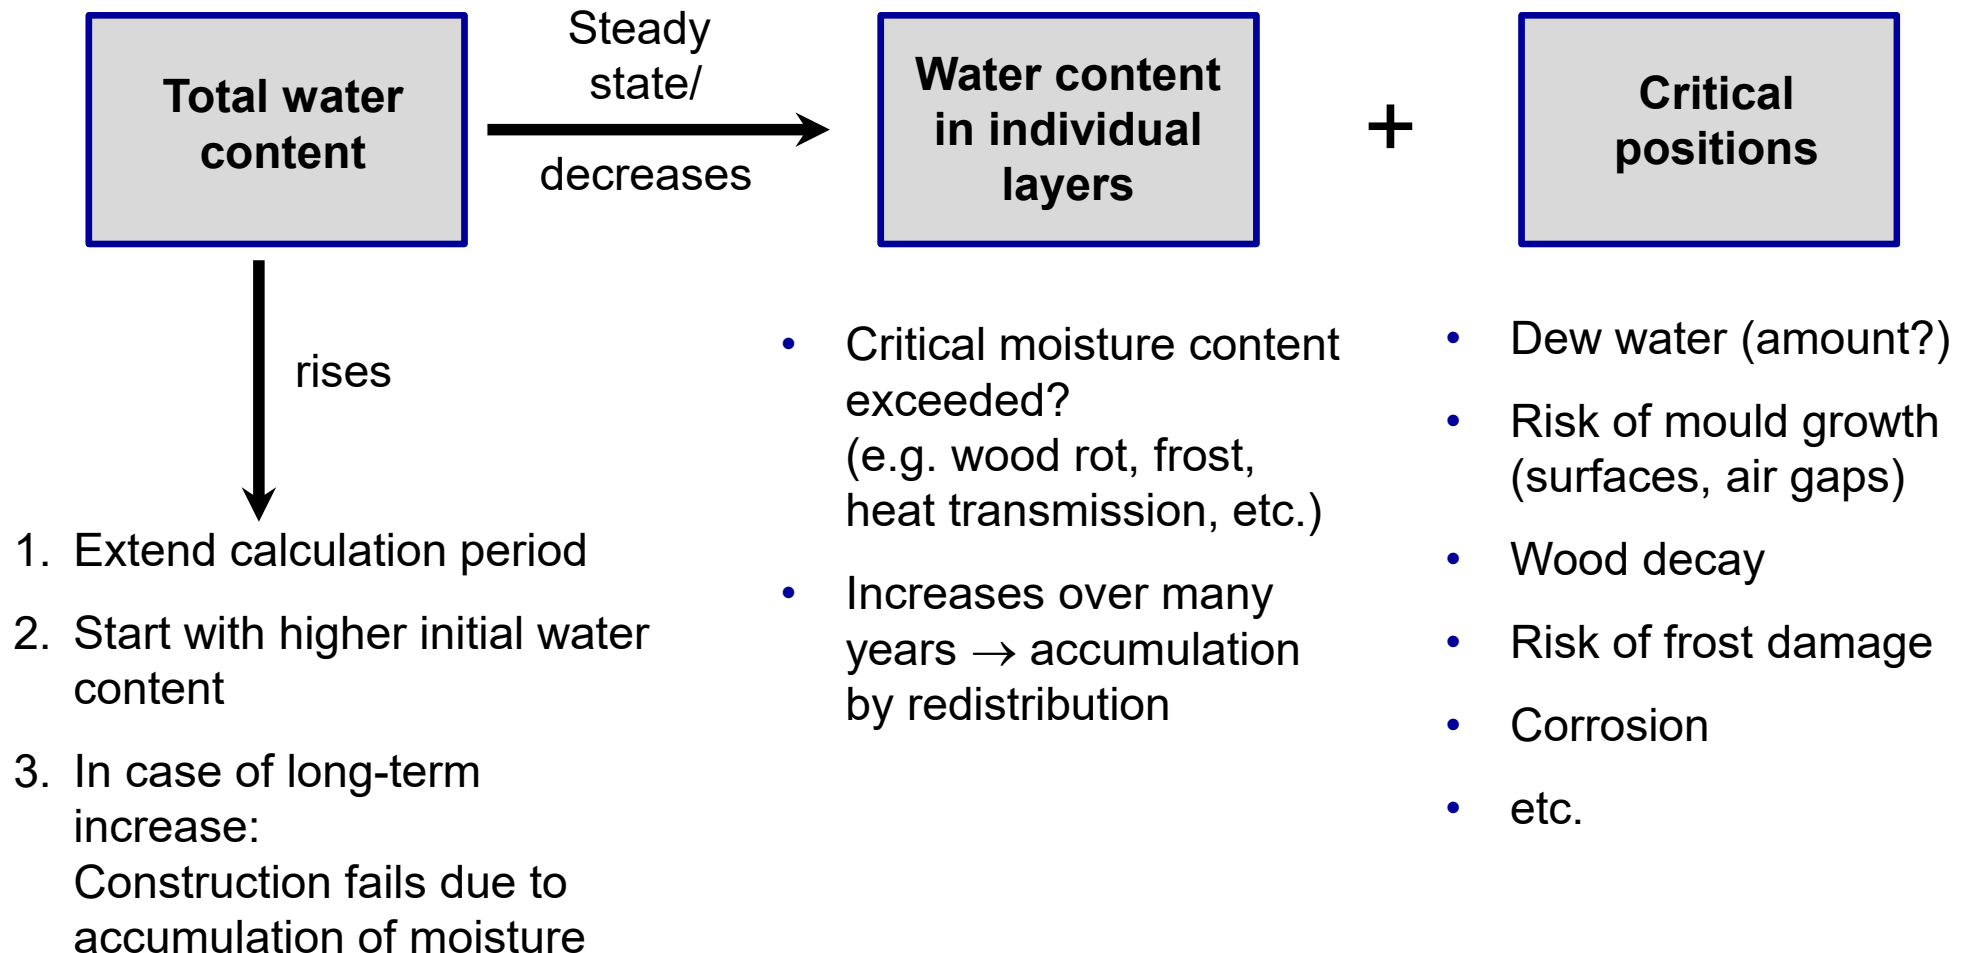 Total water
content
Steady
state/
decreases
Water content
in individual
layers
+
Critical
positions
rises
1. Extend calculation period
2. Start with higher initial water
content
3. In case of long-term
increase:
Construction fails due to
accumulation of moisture
• Critical moisture content
exceeded?
(e.g. wood rot, frost,
heat transmission, etc.)
• Increases over many
years → accumulation
by redistribution
• Dew water (amount?)
• Risk of mould growth
(surfaces, air gaps)
• Wood decay
• Risk of frost damage
• Corrosion
• etc.